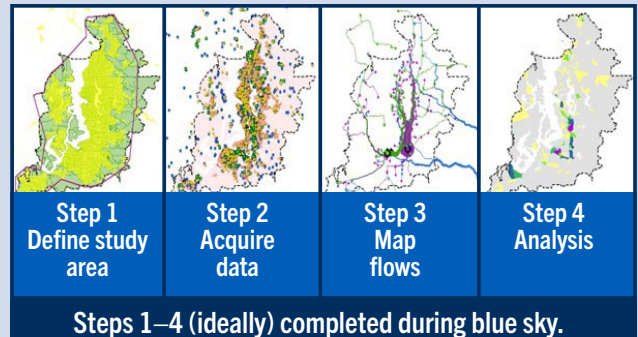 Step 1
Define study
area
Step 2
Acquire
data
Step 3
Map
flows
Step 4
Analysis
Steps 1–4 (ideally) completed during blue sky.